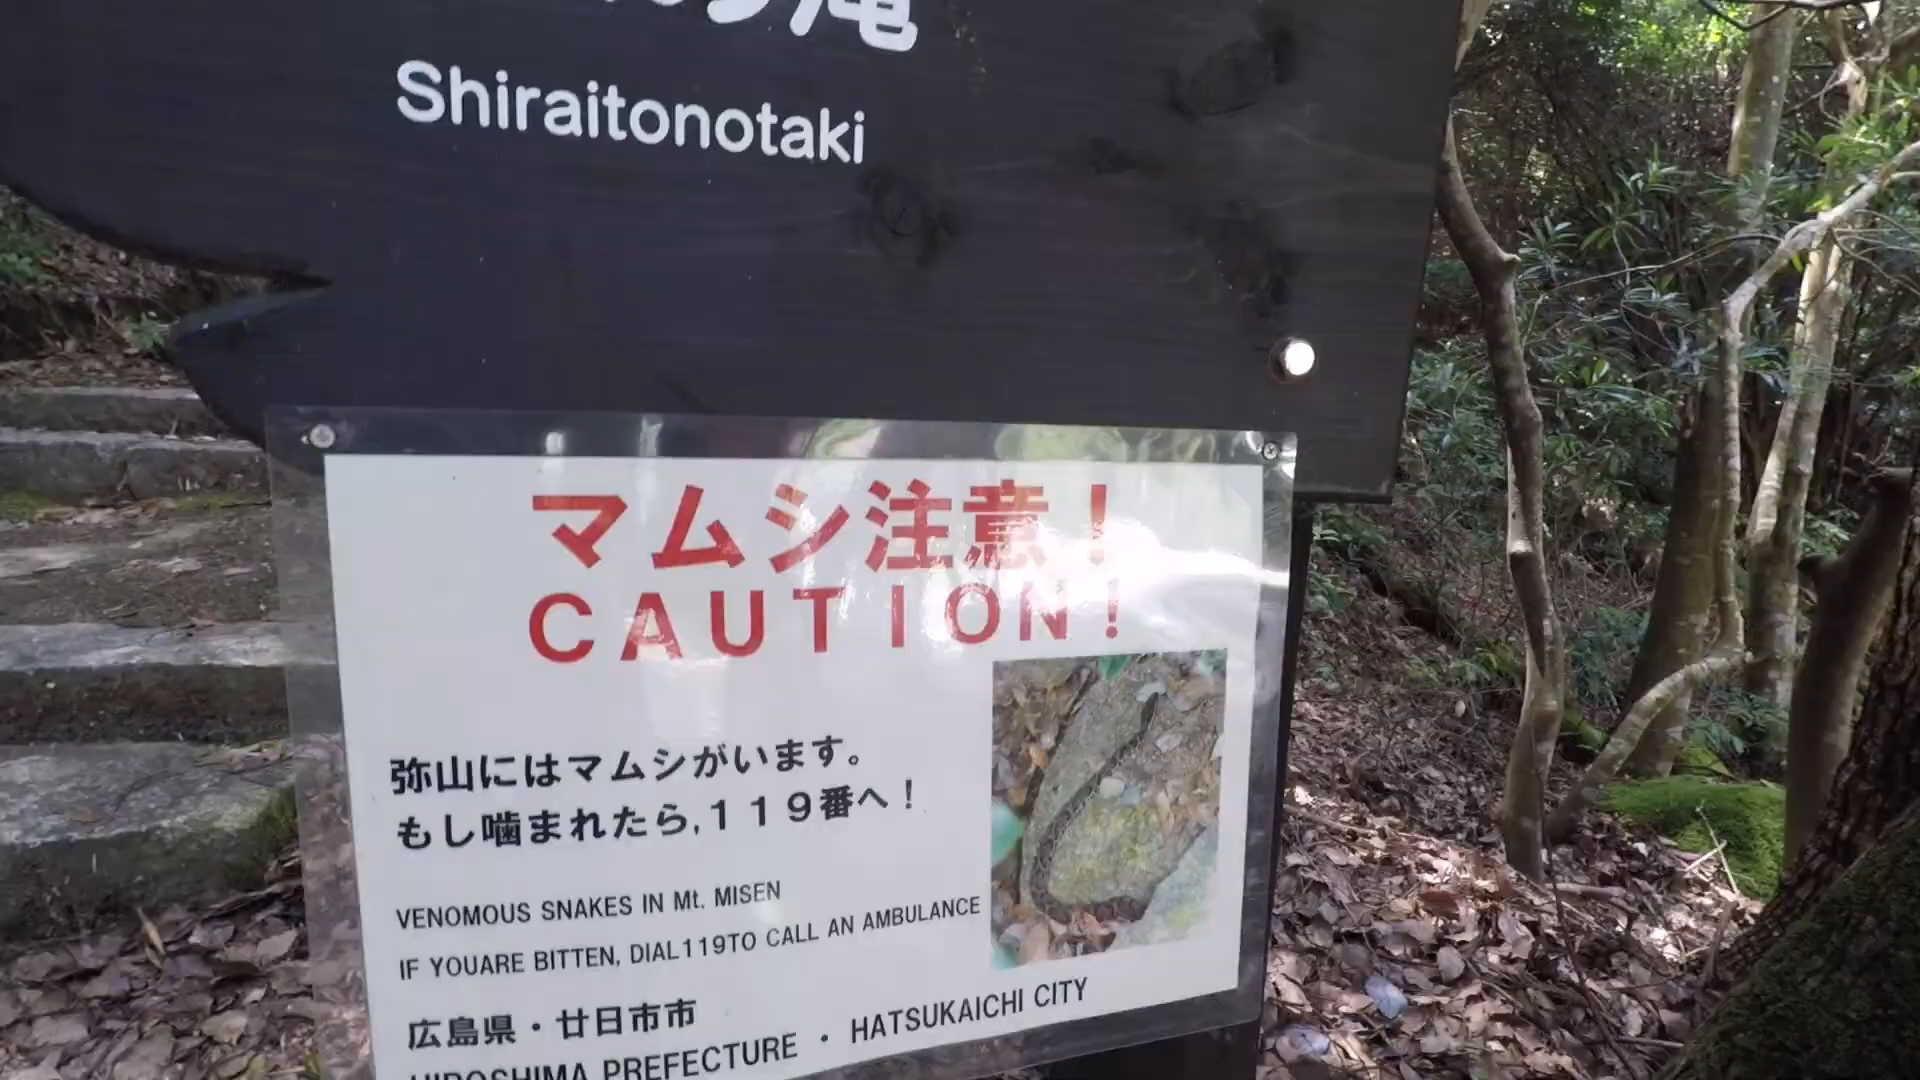 Shiraitonotaki
マムシ注意！
CAUTION!
弥山にはマムシがいます。
もし噛まれたら,119番へ！
VENOMOUS SNAKES IN Mt. MISEN
IF YOUARE BITTEN, DIAL119TO CALL AN AMBULANCE
広島県・廿日市市
HIROSHIMA PREFECTURE ・ HATSUKAICHI CITY